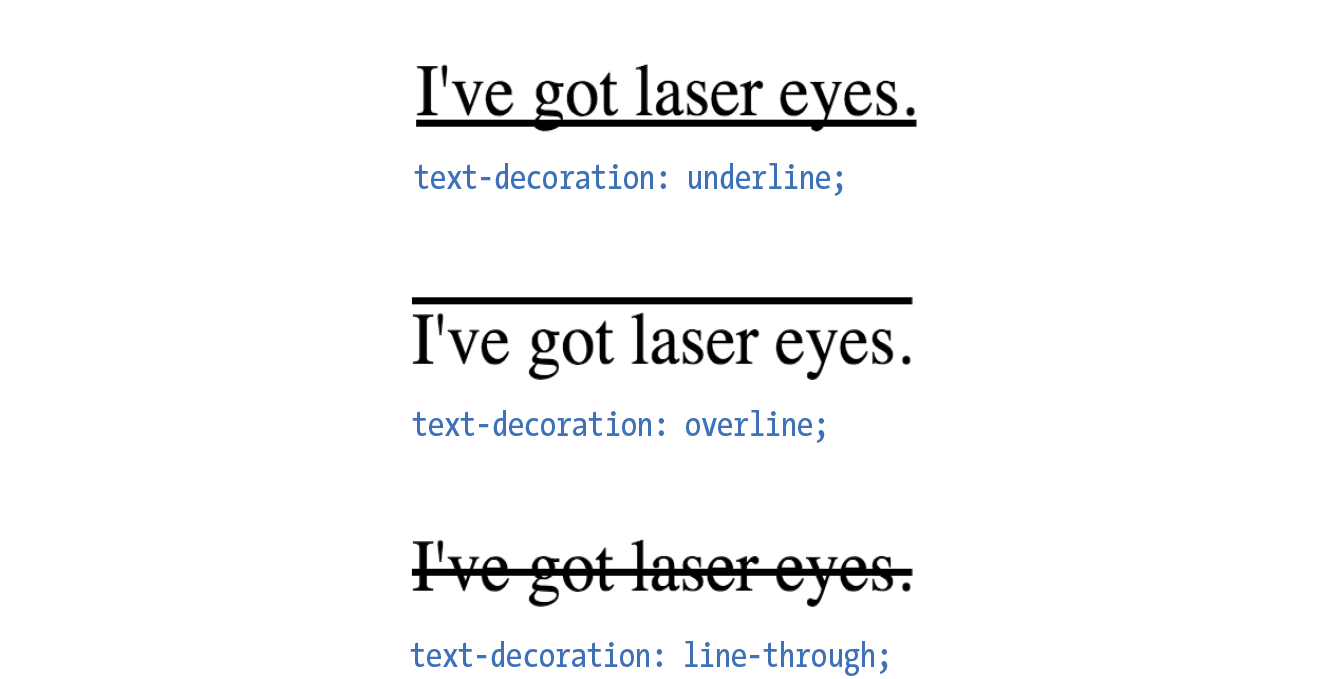 I've got laser eyes.
text-decoration: underline;
I've got laser eyes.
text-decoration: overline;
I've got laser eyes.
text-decoration: line-through;